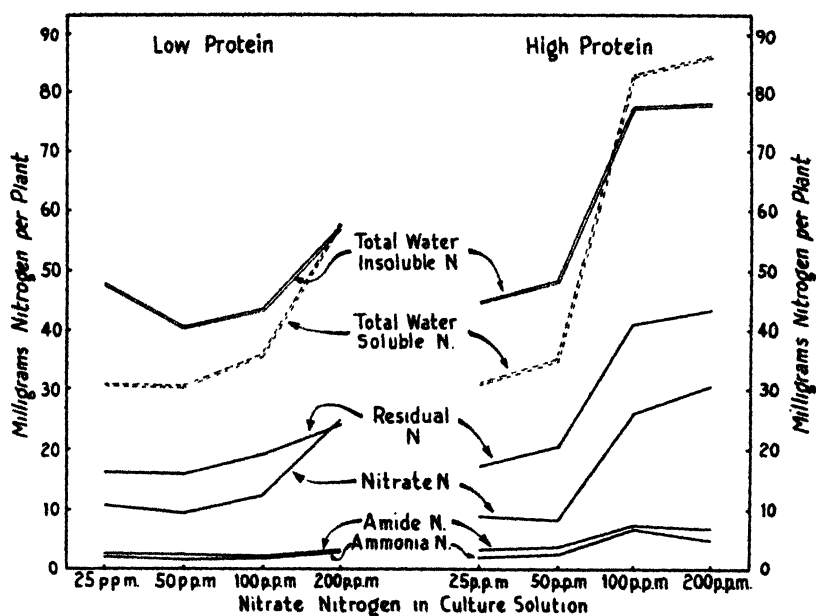 Low Protein
High Protein
90
80
70
60
50
40
30
20
10
0
Milligrams Nitrogen per Plant
90
80
70
60
50
40
30
20
10
0
Milligrams Nitrogen per Plant
Total Water
Insoluble N
Total Water
Soluble N.
Residual
N
Nitrate N
Amide N.
Ammonia N.
25 p p m. 50 p.p.m 100 p.p.m 200 p.p.m 25 p.p.m 50 p.p.m. 100 p.p.m 200 p.p.m.
Nitrate Nitrogen in Culture Solution